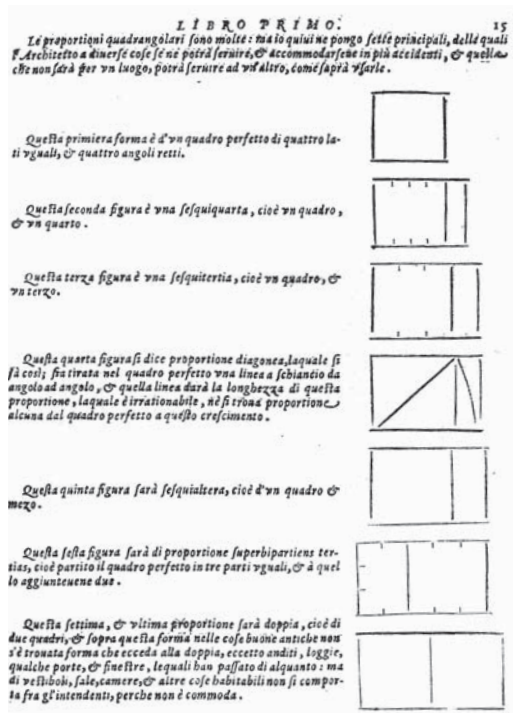 LIBRO PRIMO. 15
Le proportioni quadrangolari sono molte: ma io quiui ne pongo sette principali, delle quali
l'Architetto a diuerse cose se ne potrà seruire, & accommodarsene in più accidenti, & quella
che non sarà per vn luogo, potrà seruire ad vn'altro, come saprà vsarle.
Questa primiera forma è d'vn quadro perfetto di quattro la-
ti vguali, & quattro angoli retti.
Questa seconda figura è vna sesquiquarta, cioè vn quadro,
& vn quarto.
Questa terza figura è vna sesquitertia, cioè vn quadro, &
vn terzo.
Questa quarta figura si dice proportione diagonea, laquale si
fà così; sia tirata nel quadro perfetto vna linea a schiancio da
angolo ad angolo, & quella linea darà la longhezza di questa
proportione, laquale è irrationabile, nè si troua proportione
alcuna dal quadro perfetto a questo crescimento.
Questa quinta figura sarà sesquialtera, cioè d'vn quadro &
mezo.
Questa sesta figura sarà di proportione superbipartiens ter-
tias, cioè partito il quadro perfetto in tre parti vguali, & à quel
lo aggiunteuene due.
Questa settima, & vltima proportione sarà doppia, cioè di
due quadri, & sopra questa forma nelle cose buone antiche non
s'è trouata forma che ecceda alla doppia, eccetto anditi, loggie,
qualche porte, & finestre, lequali han passato di alquanto: ma
di vestiboli, sale, camere, & altre cose habitabili non si compor-
ta fra gl'intendenti, perche non è commoda.